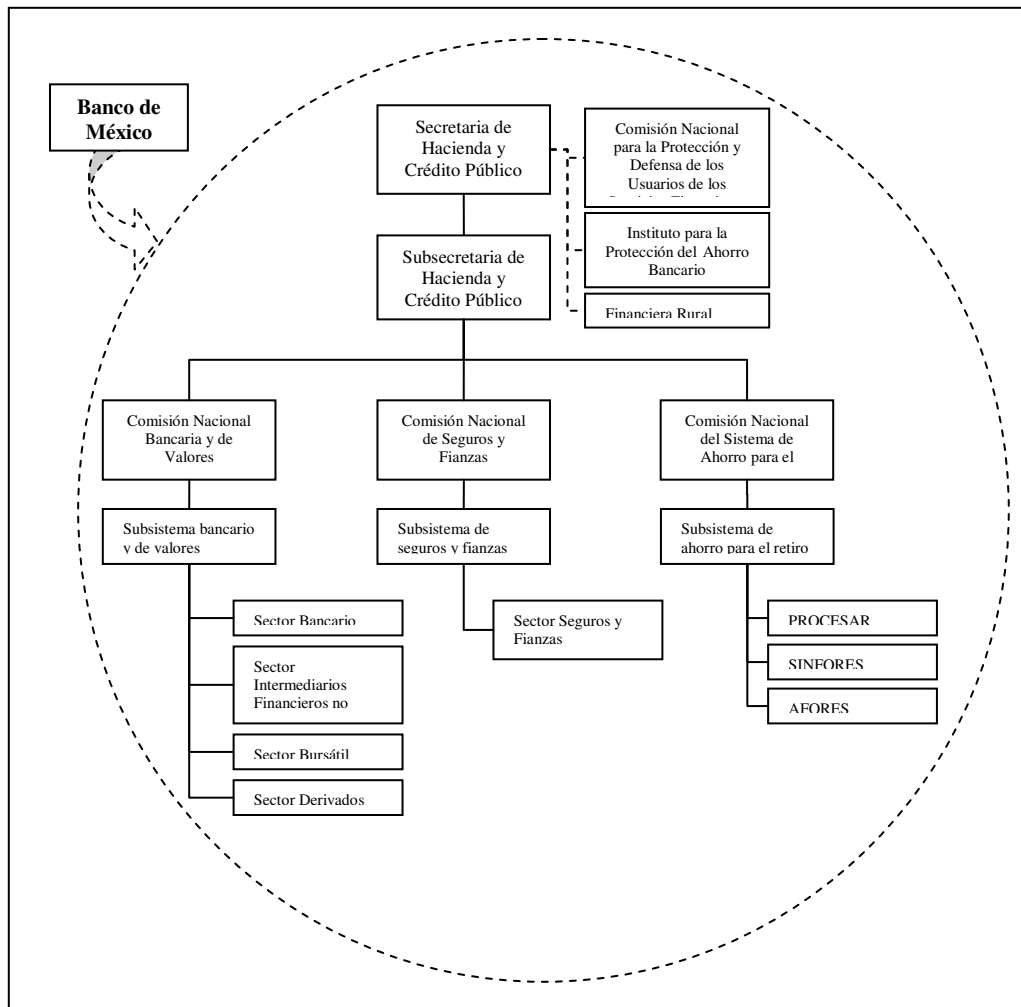 Banco de
México
Secretaria de
Hacienda y
Crédito Público
Comisión Nacional
para la Protección y
Defensa de los
Usuarios de los
Subsecretaria de
Hacienda y
Crédito Público
Instituto para la
Protección del Ahorro
Bancario
Financiera Rural
Comisión Nacional
Bancaria y de
Valores
Comisión Nacional
de Seguros y
Fianzas
Comisión Nacional
del Sistema de
Ahorro para el
Subsistema bancario
y de valores
Subsistema de
seguros y fianzas
Subsistema de
ahorro para el retiro
Sector Bancario
Sector
Intermediarios
Financieros no
Sector Bursátil
Sector Derivados
Sector Seguros y
Fianzas
PROCESAR
SINFORES
AFORES